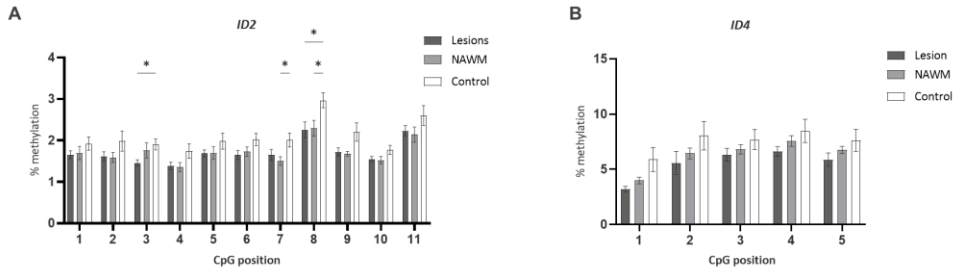 A
ID2
Lesions
NAWM
Control
*
*
*
*
% methylation
4
3
2
1
0
1 2 3 4 5 6 7 8 9 10 11
CpG position
B
ID4
Lesion
NAWM
Control
% methylation
15
10
5
0
1 2 3 4 5
CpG position